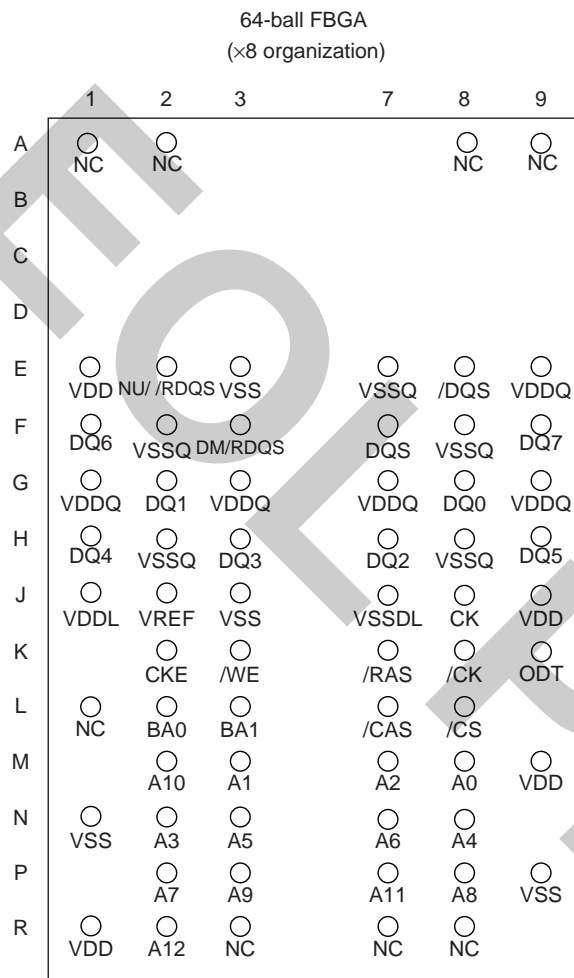 64-ball FBGA
(×8 organization)
1 2 3 7 8 9
A
NC NC NC NC
B
C
D
E
VDD NU/ /RDQS VSS VSSQ /DQS VDDQ
F
DQ6 VSSQ DM/RDQS DQS VSSQ DQ7
G
VDDQ DQ1 VDDQ VDDQ DQ0 VDDQ
H
DQ4 VSSQ DQ3 DQ2 VSSQ DQ5
J
VDDL VREF VSS VSSDL CK VDD
K
CKE /WE /RAS /CK ODT
L
NC BA0 BA1 /CAS /CS
M
A10 A1 A2 A0 VDD
N
VSS A3 A5 A6 A4
P
A7 A9 A11 A8 VSS
R
VDD A12 NC NC NC